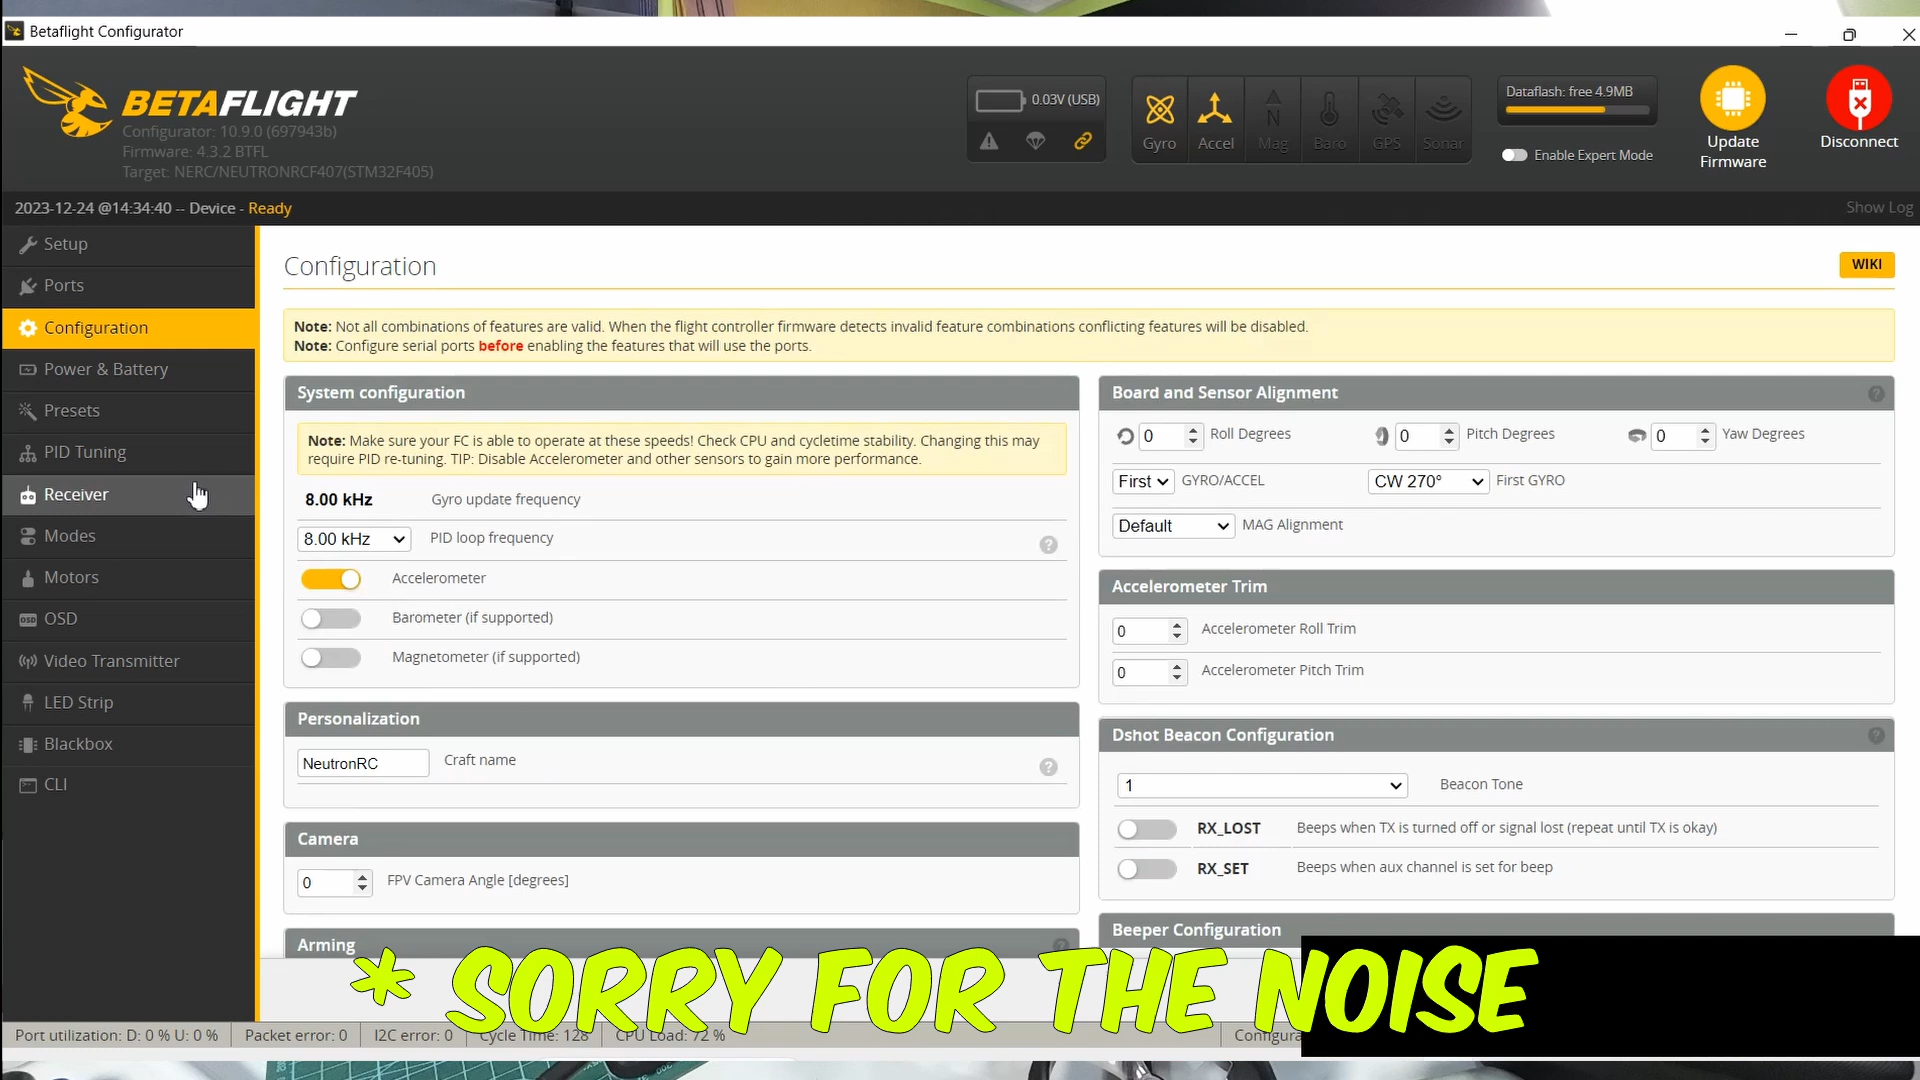 Betaflight Configurator
BETAFLIGHT
Configurator: 10.9.0 (697943b)
Firmware: 4.3.2 BTFL
Target: NERC/NEUTRONRCF407(STM32F405)
0.03V (USB)
Gyro
Accel
N
Mag
Baro
GPS
Sonar
Dataflash: free 4.9MB
Enable Expert Mode
Update
Firmware
Disconnect
2023-12-24 @14:34:40 -- Device - Ready
Show Log
Setup
Ports
Configuration
Power & Battery
Presets
PID Tuning
Receiver
Modes
Motors
OSD
OSD
Video Transmitter
LED Strip
Blackbox
CLI
Configuration
WIKI
Note: Not all combinations of features are valid. When the flight controller firmware detects invalid feature combinations conflicting features will be disabled.
Note: Configure serial ports before enabling the features that will use the ports.
System configuration
Note: Make sure your FC is able to operate at these speeds! Check CPU and cycletime stability. Changing this may
require PID re-tuning. TIP: Disable Accelerometer and other sensors to gain more performance.
8.00 kHz Gyro update frequency
8.00 kHz PID loop frequency ?
Accelerometer
Barometer (if supported)
Magnetometer (if supported)
Personalization
NeutronRC Craft name ?
Camera
0 FPV Camera Angle [degrees]
Arming ?
Board and Sensor Alignment ?
0 Roll Degrees 0 Pitch Degrees 0 Yaw Degrees
First GYRO/ACCEL CW 270° First GYRO
Default MAG Alignment
Accelerometer Trim
0 Accelerometer Roll Trim
0 Accelerometer Pitch Trim
Dshot Beacon Configuration ?
1 Beacon Tone
RX_LOST Beeps when TX is turned off or signal lost (repeat until TX is okay)
RX_SET Beeps when aux channel is set for beep
Beeper Configuration
* SORRY FOR THE NOISE
Port utilization: D: 0 % U: 0 % Packet error: 0 I2C error: 0 Cycle Time: 128 CPU Load: 72 %